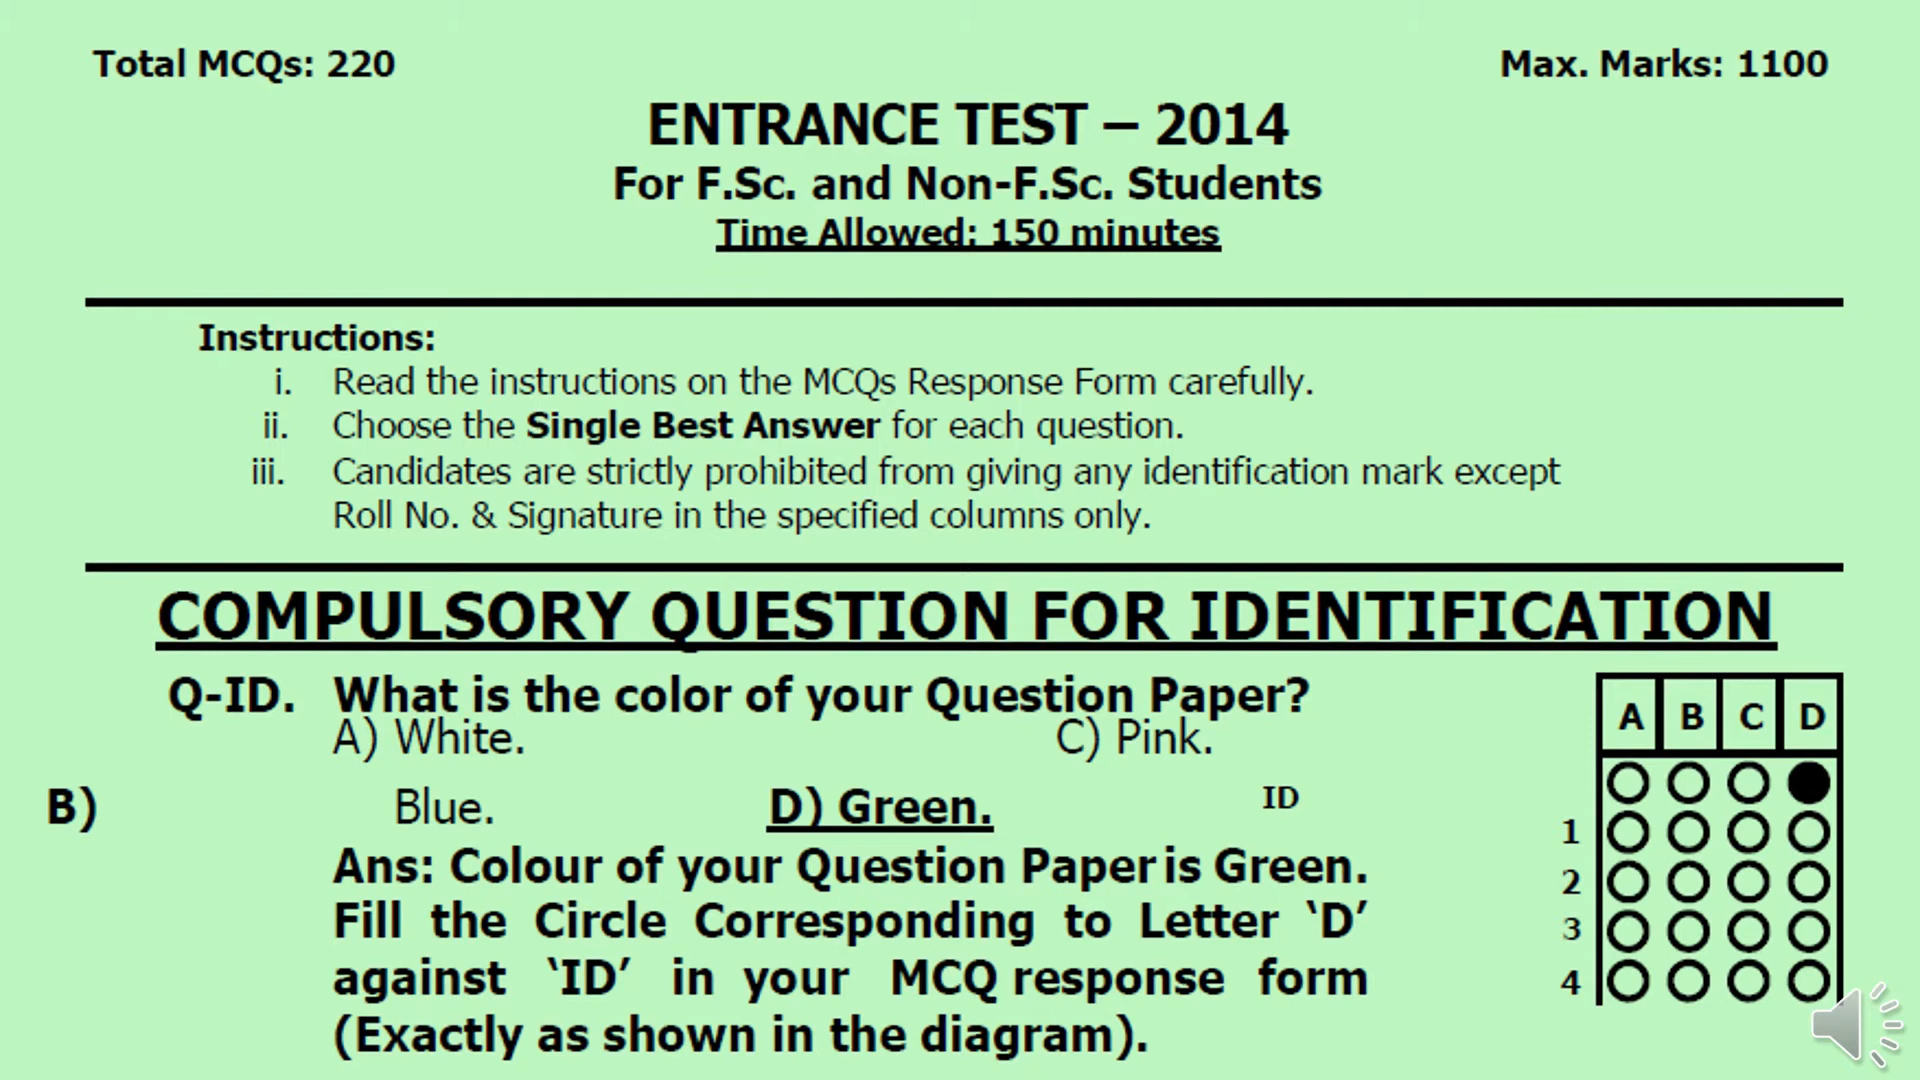 Total MCQs: 220 Max. Marks: 1100
ENTRANCE TEST – 2014
For F.Sc. and Non-F.Sc. Students
Time Allowed: 150 minutes
Instructions:
i. Read the instructions on the MCQs Response Form carefully.
ii. Choose the Single Best Answer for each question.
iii. Candidates are strictly prohibited from giving any identification mark except
Roll No. & Signature in the specified columns only.
COMPULSORY QUESTION FOR IDENTIFICATION
Q-ID. What is the color of your Question Paper?
A) White. C) Pink.
B) Blue. D) Green.
Ans: Colour of your Question Paper is Green.
Fill the Circle Corresponding to Letter ‘D’
against ‘ID’ in your MCQ response form
(Exactly as shown in the diagram).
A B C D
ID
1
2
3
4